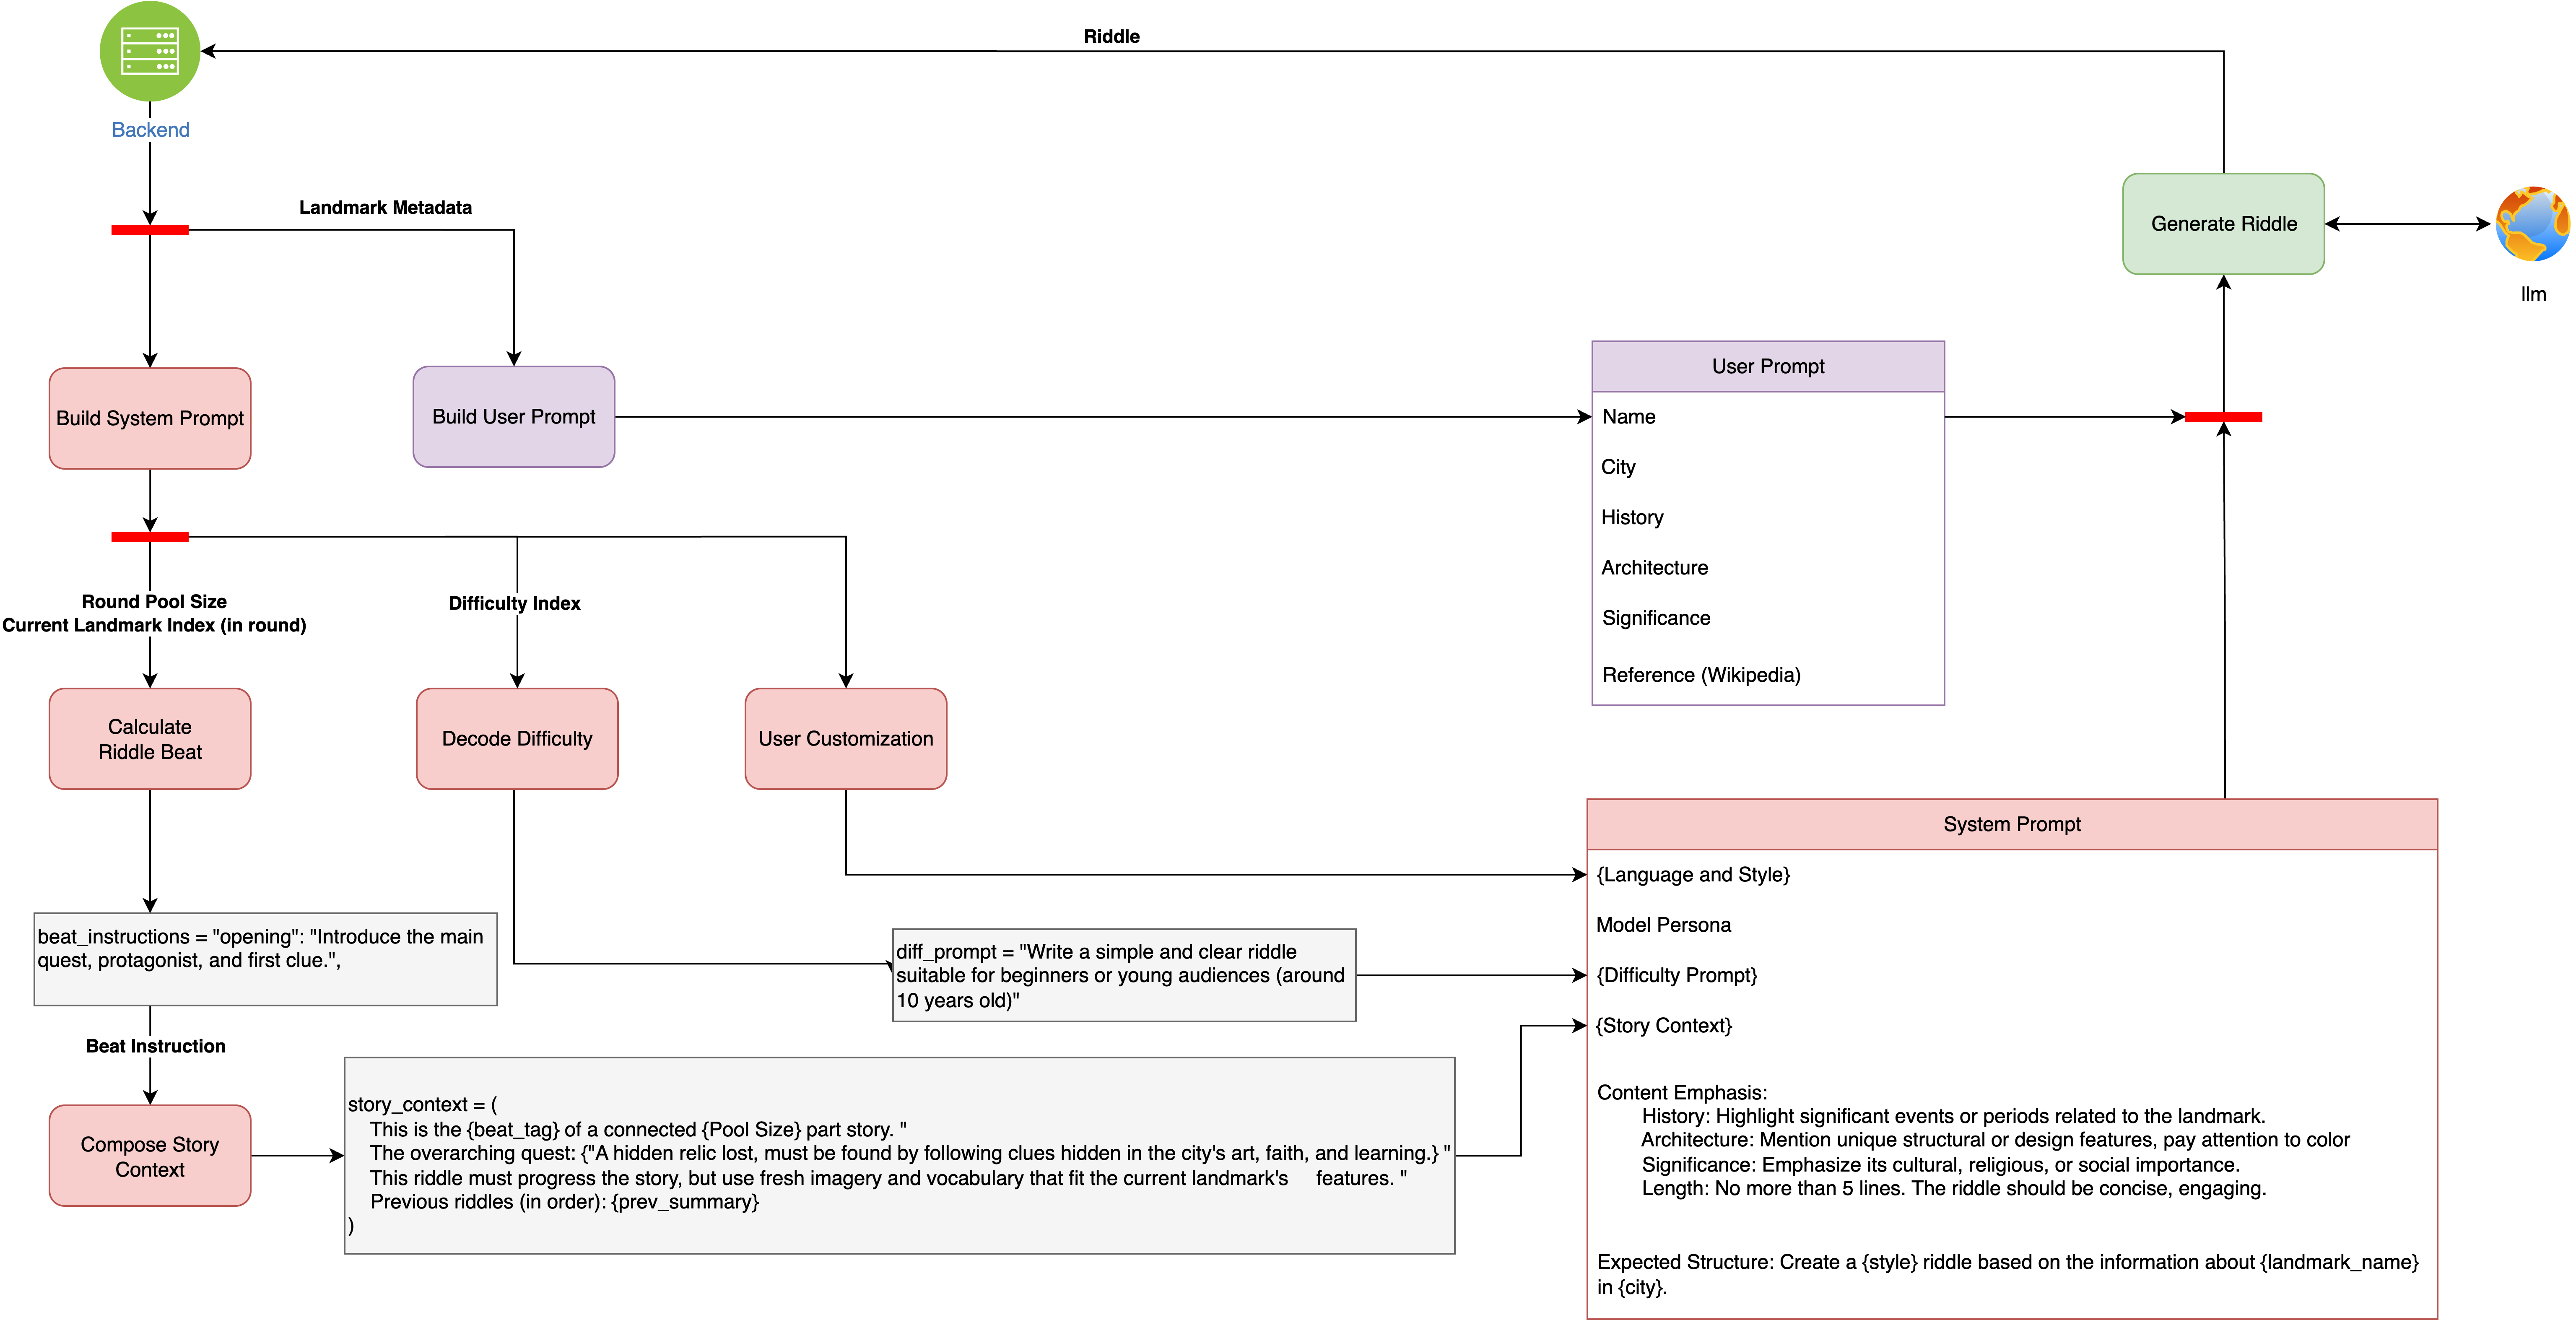 Riddle
Backend
Landmark Metadata
Generate Riddle
llm
Build System Prompt
Build User Prompt
User Prompt
Name
City
History
Architecture
Significance
Reference (Wikipedia)
Round Pool Size
Current Landmark Index (in round)
Difficulty Index
Calculate
Riddle Beat
Decode Difficulty
User Customization
beat_instructions = "opening": "Introduce the main
quest, protagonist, and first clue.",
Beat Instruction
diff_prompt = "Write a simple and clear riddle
suitable for beginners or young audiences (around
10 years old)"
Compose Story
Context
story_context = (
This is the {beat_tag} of a connected {Pool Size} part story. "
The overarching quest: {"A hidden relic lost, must be found by following clues hidden in the city's art, faith, and learning.} "
This riddle must progress the story, but use fresh imagery and vocabulary that fit the current landmark's features. "
Previous riddles (in order): {prev_summary}
)
System Prompt
{Language and Style}
Model Persona
{Difficulty Prompt}
{Story Context}
Content Emphasis:
History: Highlight significant events or periods related to the landmark.
Architecture: Mention unique structural or design features, pay attention to color
Significance: Emphasize its cultural, religious, or social importance.
Length: No more than 5 lines. The riddle should be concise, engaging.
Expected Structure: Create a {style} riddle based on the information about {landmark_name}
in {city}.